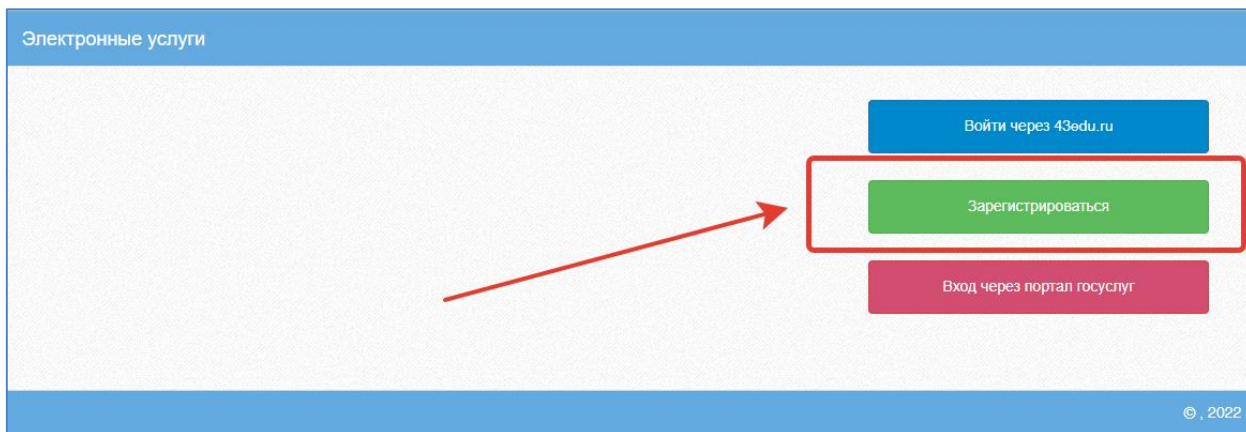 Электронные услуги
Войти через 43edu.ru
Зарегистрироваться
Вход через портал госуслуг
© , 2022